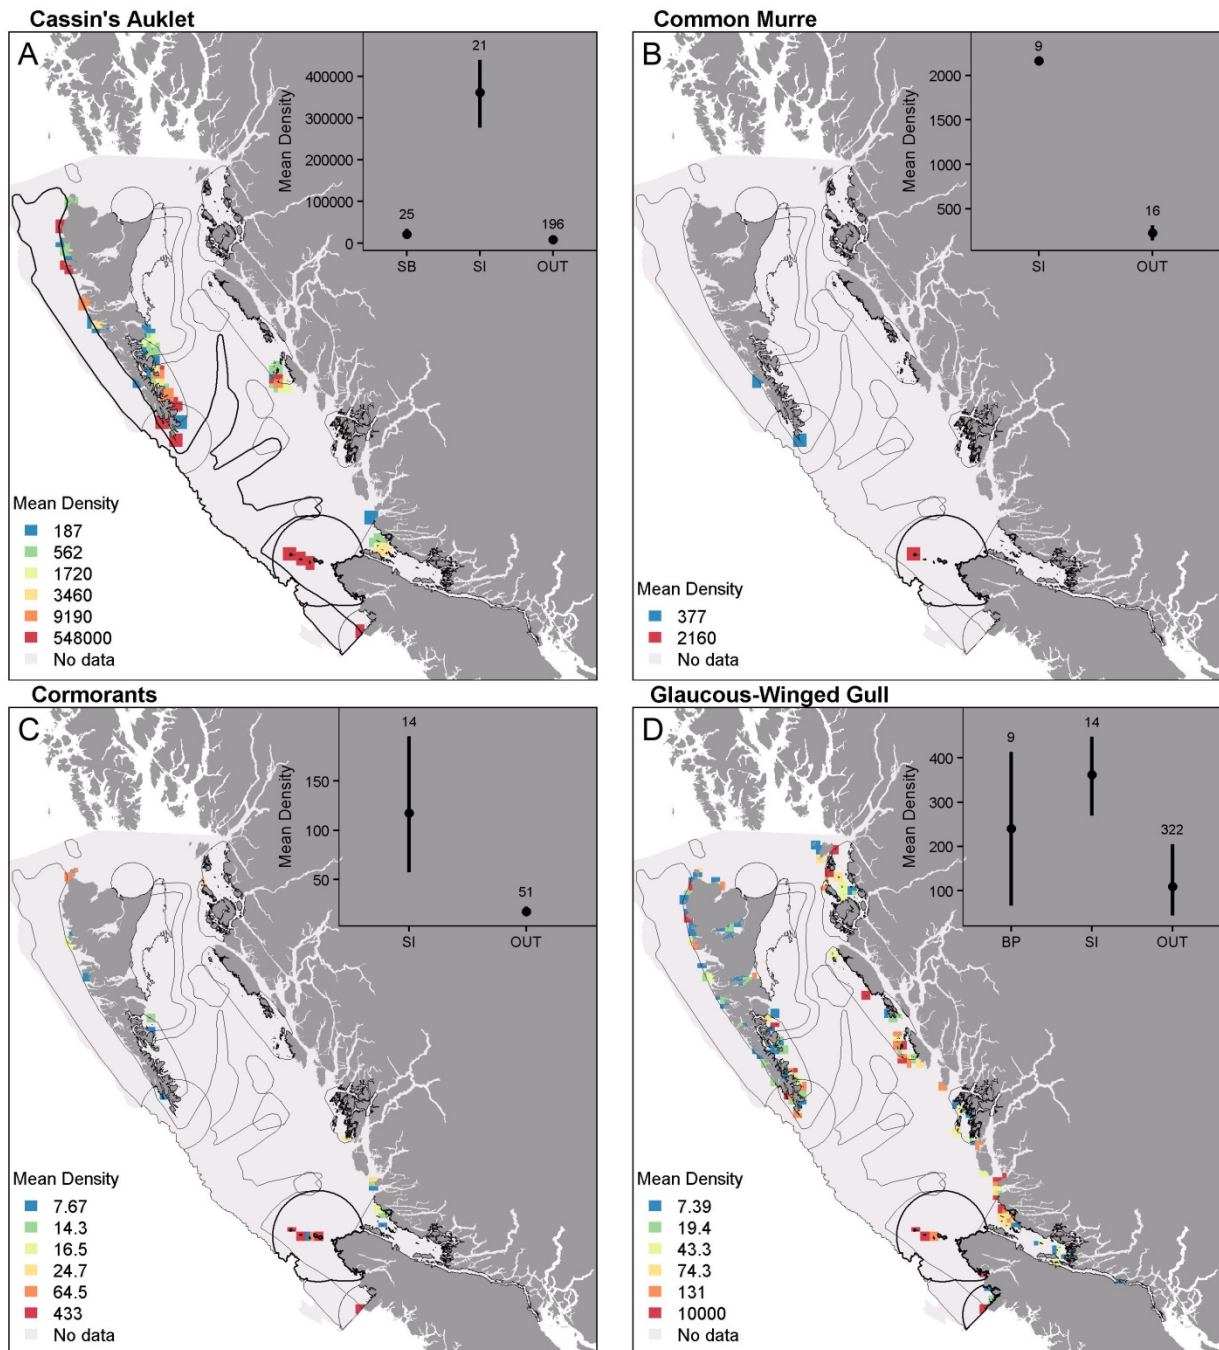 Cassin's Auklet
A
Mean Density
400000
300000
200000
100000
0
25
21
196
SB
SI
OUT
Mean Density
187
562
1720
3460
9190
548000
No data
Common Murre
B
Mean Density
2000
1500
1000
500
9
16
SI
OUT
Mean Density
377
2160
No data
Cormorants
C
Mean Density
150
100
50
14
51
SI
OUT
Mean Density
7.67
14.3
16.5
24.7
64.5
433
No data
Glaucous-Winged Gull
D
Mean Density
400
300
200
100
9
14
322
BP
SI
OUT
Mean Density
7.39
19.4
43.3
74.3
131
10000
No data